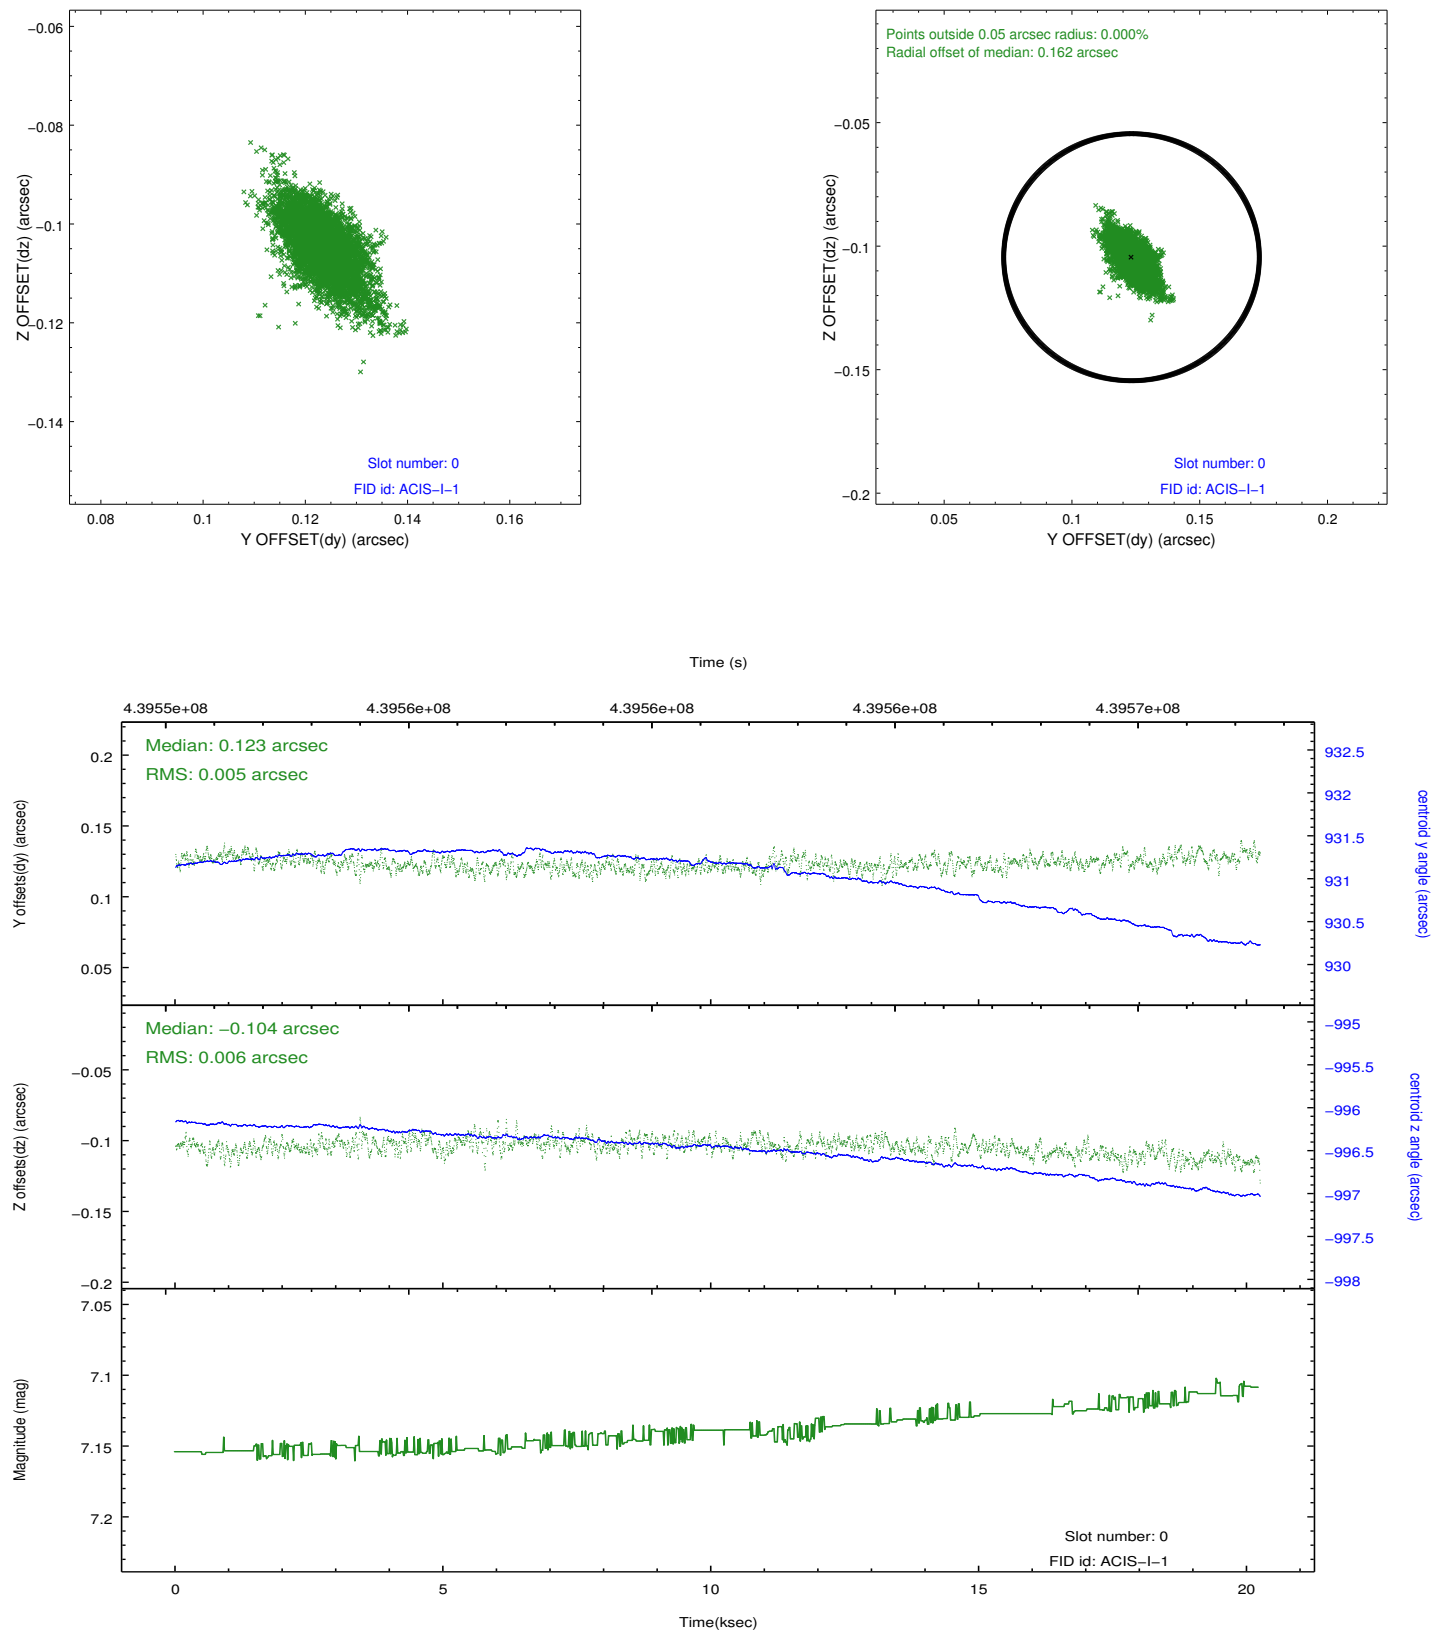 −0.06
−0.08
−0.1
−0.12
−0.14
Z OFFSET(dz) (arcsec)
Slot number: 0
FID id: ACIS−I−1
0.08
0.1
0.12
0.14
0.16
Y OFFSET(dy) (arcsec)
Points outside 0.05 arcsec radius: 0.000%
Radial offset of median: 0.162 arcsec
−0.05
−0.1
−0.15
−0.2
Z OFFSET(dz) (arcsec)
Slot number: 0
FID id: ACIS−I−1
0.05
0.1
0.15
0.2
Y OFFSET(dy) (arcsec)
Time (s)
4.3955e+08
4.3956e+08
4.3956e+08
4.3956e+08
4.3957e+08
Median: 0.123 arcsec
RMS: 0.005 arcsec
0.2
0.15
0.1
0.05
Y offsets(dy) (arcsec)
932.5
932
931.5
931
930.5
930
centroid y angle (arcsec)
Median: −0.104 arcsec
RMS: 0.006 arcsec
−0.05
−0.1
−0.15
−0.2
Z offsets(dz) (arcsec)
−995
−995.5
−996
−996.5
−997
−997.5
−998
centroid z angle (arcsec)
7.05
7.1
7.15
7.2
Magnitude (mag)
Slot number: 0
FID id: ACIS−I−1
0
5
10
15
20
Time(ksec)